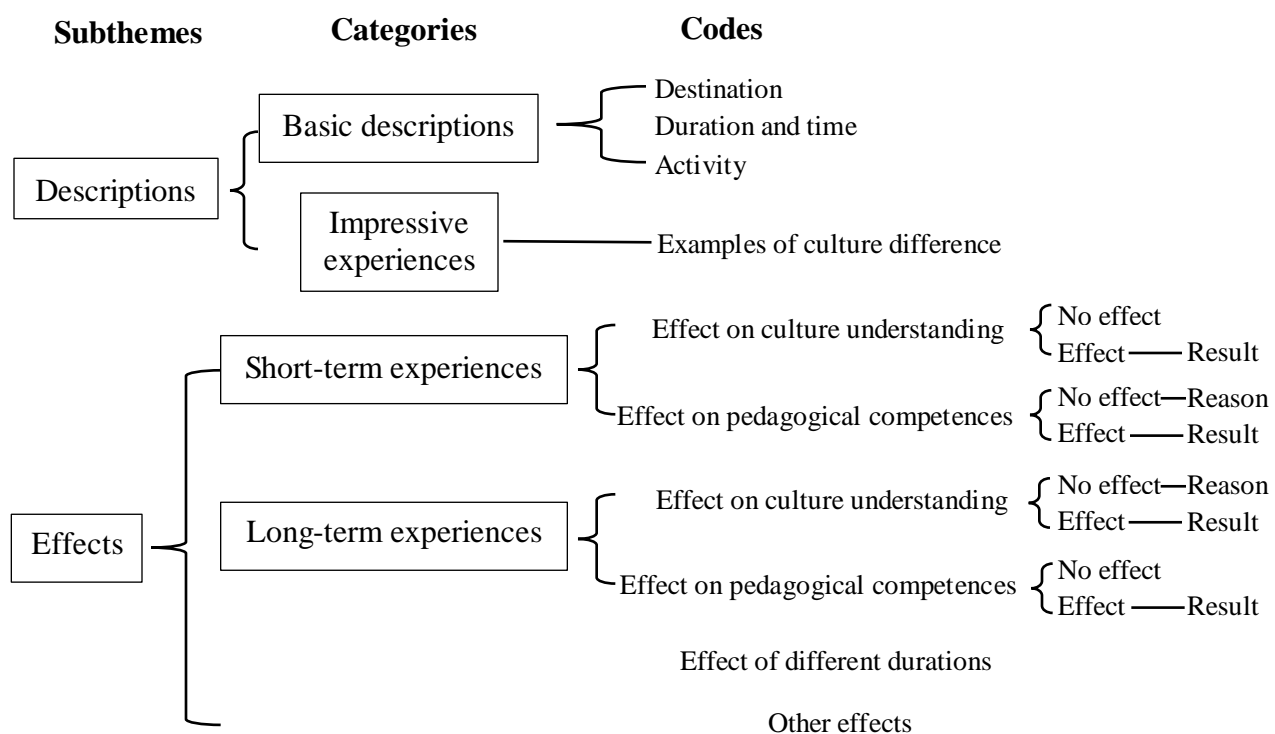 Subthemes Categories Codes
Destination
Basic descriptions Duration and time
Activity
Descriptions
Impressive
experiences
Examples of culture difference
Effect on culture understanding No effect
Effect Result
Short-term experiences
Effect on pedagogical competences No effect Reason
Effect Result
Effect on culture understanding No effect Reason
Effect Result
Long-term experiences
Effects
Effect on pedagogical competences No effect
Effect Result
Effect of different durations
Other effects